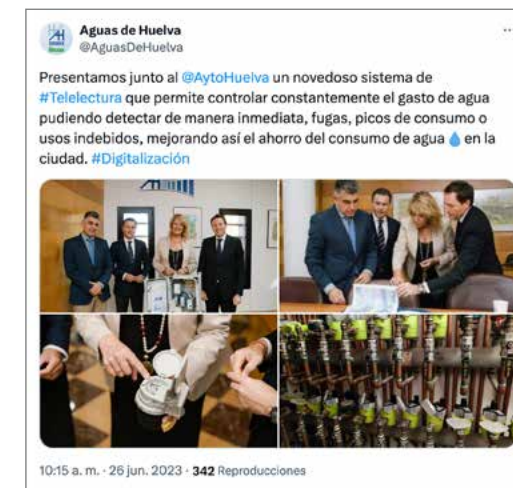 Aguas de Huelva
@AguasDeHuelva
Presentamos junto al @AytoHuelva un novedoso sistema de
#Telelectura que permite controlar constantemente el gasto de agua
pudiendo detectar de manera inmediata, fugas, picos de consumo o
usos indebidos, mejorando así el ahorro del consumo de agua 💧 en la
ciudad. #Digitalización
10:15 a. m. · 26 jun. 2023 · 342 Reproducciones